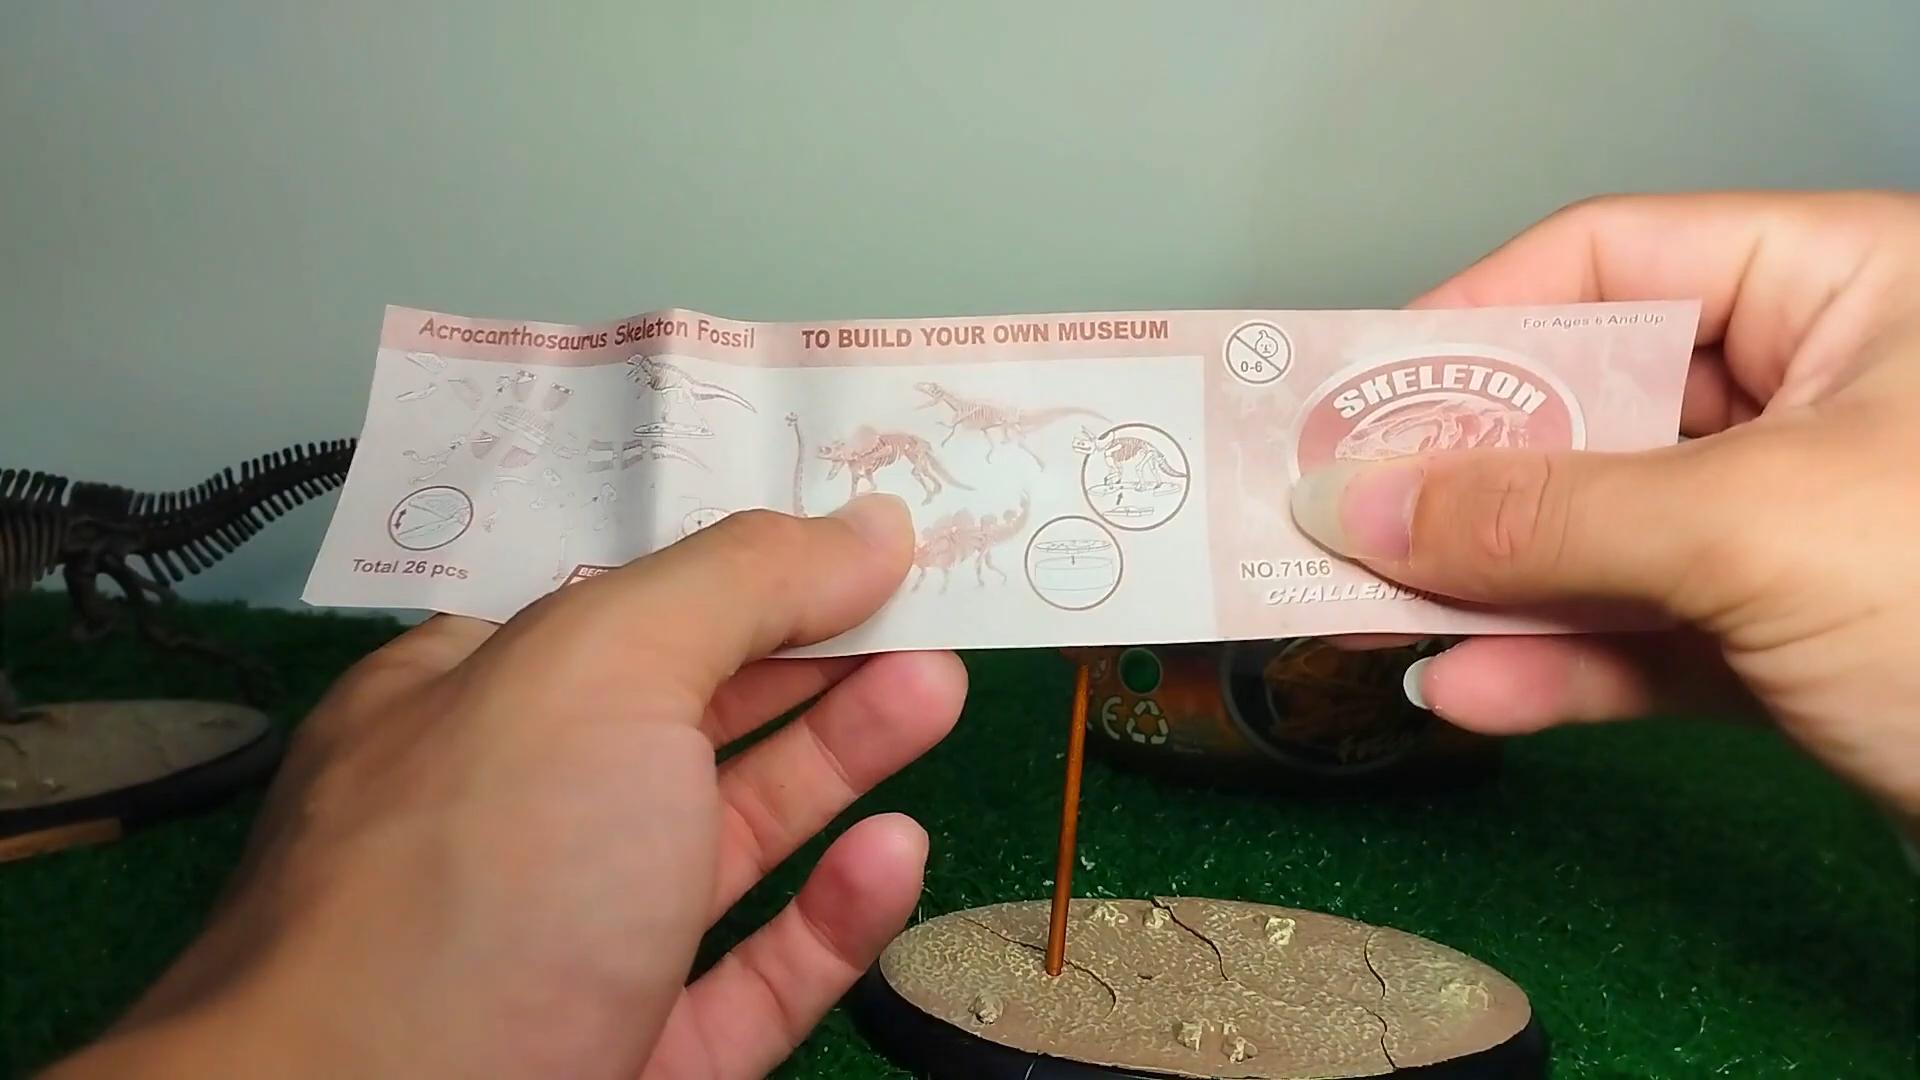 Acrocanthosaurus Skeleton Fossil
TO BUILD YOUR OWN MUSEUM
0-6
For Ages 6 And Up
SKELETON
Total 26 pcs
NO.7166
CE